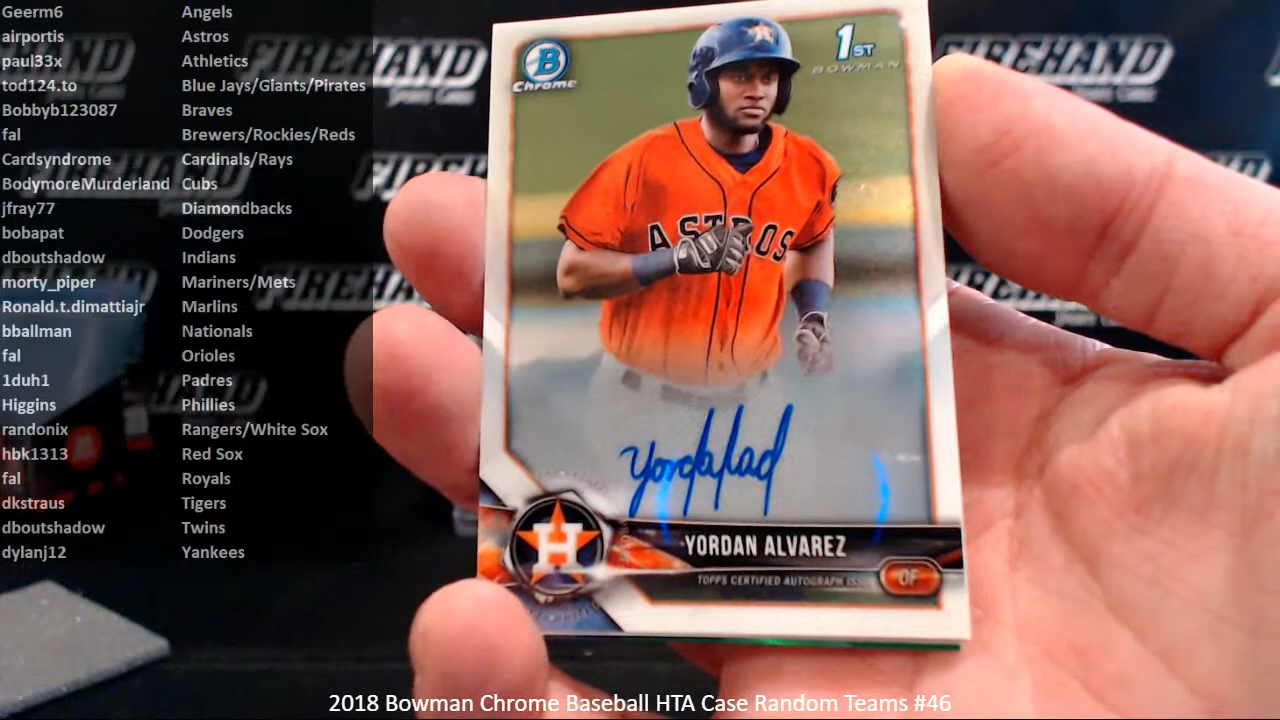 Geerm6 Angels
airportis Astros
paul33x Athletics
tod124.to Blue Jays/Giants/Pirates
Bobbyb123087 Braves
fal Brewers/Rockies/Reds
Cardsyndrome Cardinals/Rays
BodymoreMurderland Cubs
jfray77 Diamondbacks
bobapat Dodgers
dboutshadow Indians
morty_piper Mariners/Mets
Ronald.t.dimattiajr Marlins
bballman Nationals
fal Orioles
1duh1 Padres
Higgins Phillies
randonix Rangers/White Sox
hbk1313 Red Sox
fal Royals
dkstraus Tigers
dboutshadow Twins
dylanj12 Yankees
FIREHAND
FIREHAND
B
Chrome
1ST
BOWMAN
ASTROS
H
YORDAN ALVAREZ
TOPPS CERTIFIED AUTOGRAPH ISSUE
OF
2018 Bowman Chrome Baseball HTA Case Random Teams #46